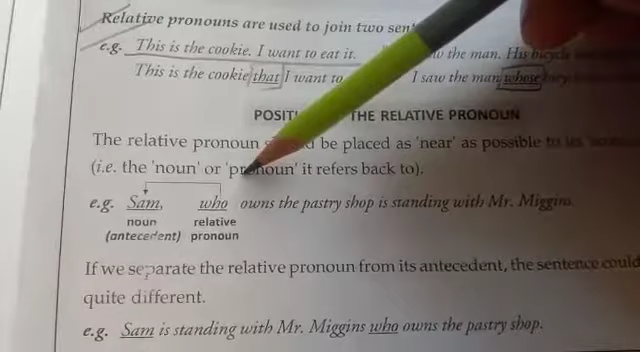 Relative pronouns are used to join two sen
e.g. This is the cookie. I want to eat it. the man. His bicycle
This is the cookie that I want to I saw the man whose
POSIT THE RELATIVE PRONOUN
The relative pronoun be placed as 'near' as possible to its
(i.e. the 'noun' or 'pronoun' it refers back to).
e.g. Sam, who owns the pastry shop is standing with Mr. Miggins.
noun relative
(antecedent) pronoun
If we separate the relative pronoun from its antecedent, the sentence could
quite different.
e.g. Sam is standing with Mr. Miggins who owns the pastry shop.